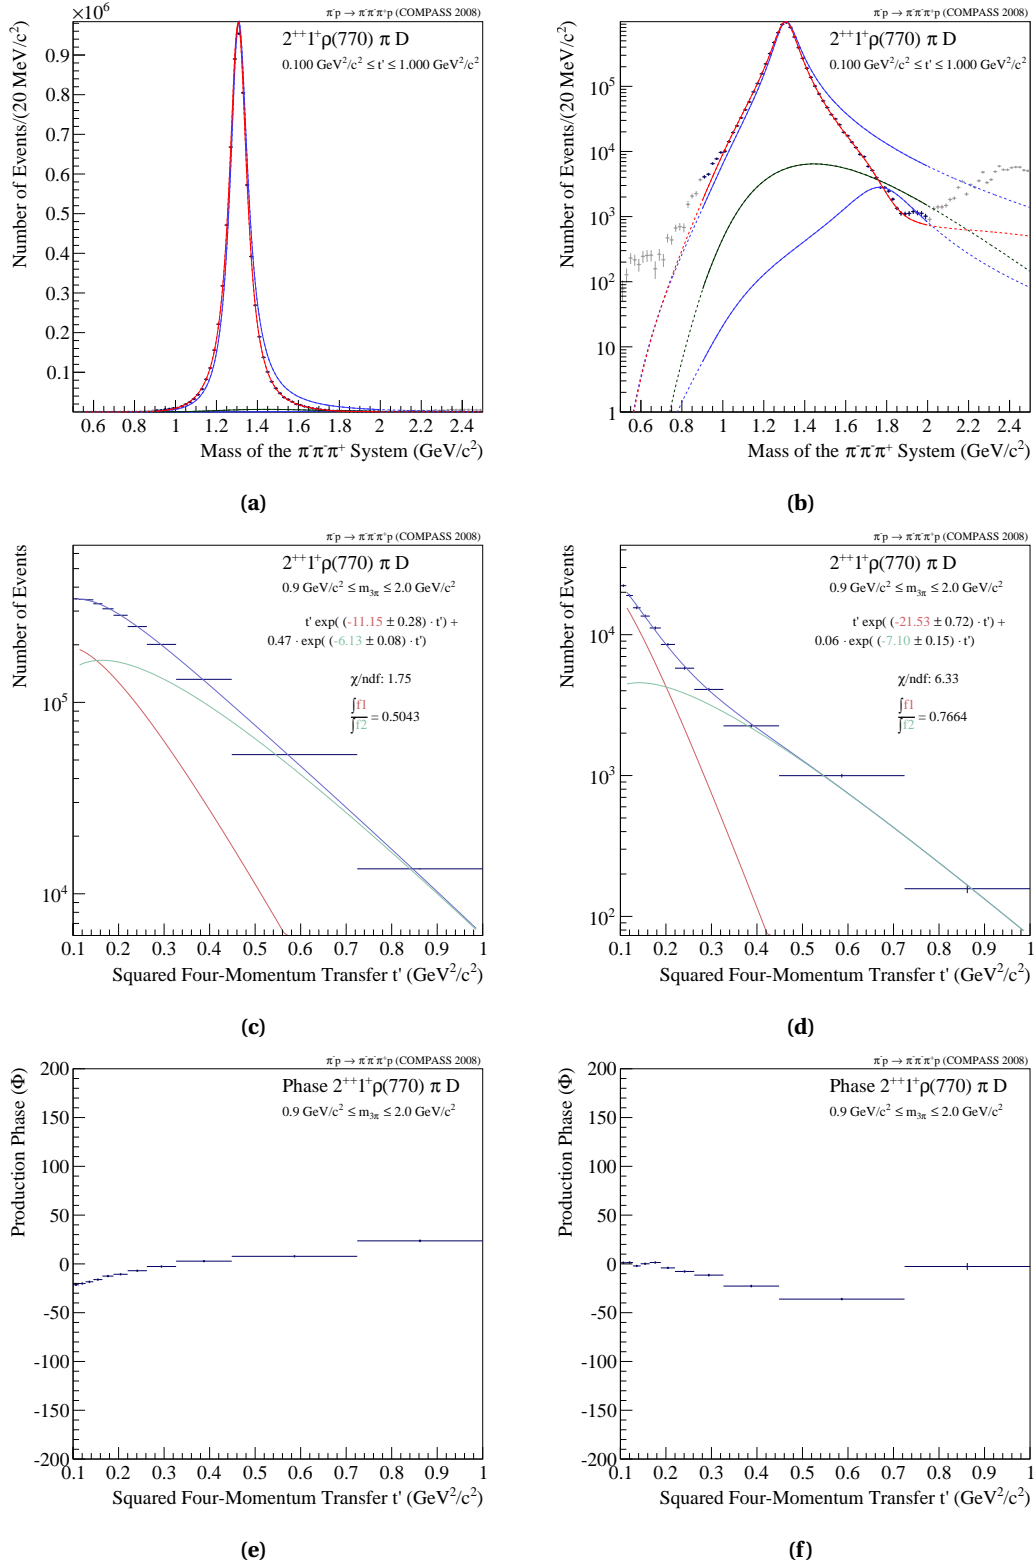 π⁻p → π⁻π⁻π⁺p (COMPASS 2008)
×10⁶
Number of Events/(20 MeV/c²)
2⁺⁺1⁺ρ(770) π D
0.100 GeV²/c² ≤ t' ≤ 1.000 GeV²/c²
0.9
0.8
0.7
0.6
0.5
0.4
0.3
0.2
0.1
0.6 0.8 1 1.2 1.4 1.6 1.8 2 2.2 2.4
Mass of the π⁻π⁻π⁺ System (GeV/c²)
(a)
π⁻p → π⁻π⁻π⁺p (COMPASS 2008)
Number of Events/(20 MeV/c²)
2⁺⁺1⁺ρ(770) π D
0.100 GeV²/c² ≤ t' ≤ 1.000 GeV²/c²
10⁵
10⁴
10³
10²
10
1
0.6 0.8 1 1.2 1.4 1.6 1.8 2 2.2 2.4
Mass of the π⁻π⁻π⁺ System (GeV/c²)
(b)
π⁻p → π⁻π⁻π⁺p (COMPASS 2008)
Number of Events
2⁺⁺1⁺ρ(770) π D
0.9 GeV/c² ≤ m₃π ≤ 2.0 GeV/c²
t' exp( (-11.15 ± 0.28) · t') +
0.47 · exp( (-6.13 ± 0.08) · t')
χ/ndf: 1.75
∫f1
∫f2 = 0.5043
10⁵
10⁴
0.1 0.2 0.3 0.4 0.5 0.6 0.7 0.8 0.9 1
Squared Four-Momentum Transfer t' (GeV²/c²)
(c)
π⁻p → π⁻π⁻π⁺p (COMPASS 2008)
Number of Events
2⁺⁺1⁺ρ(770) π D
0.9 GeV/c² ≤ m₃π ≤ 2.0 GeV/c²
t' exp( (-21.53 ± 0.72) · t') +
0.06 · exp( (-7.10 ± 0.15) · t')
χ/ndf: 6.33
∫f1
∫f2 = 0.7664
10⁴
10³
10²
0.1 0.2 0.3 0.4 0.5 0.6 0.7 0.8 0.9 1
Squared Four-Momentum Transfer t' (GeV²/c²)
(d)
π⁻p → π⁻π⁻π⁺p (COMPASS 2008)
Production Phase (Φ)
Phase 2⁺⁺1⁺ρ(770) π D
0.9 GeV/c² ≤ m₃π ≤ 2.0 GeV/c²
200
150
100
50
0
-50
-100
-150
-200
0.1 0.2 0.3 0.4 0.5 0.6 0.7 0.8 0.9 1
Squared Four-Momentum Transfer t' (GeV²/c²)
(e)
π⁻p → π⁻π⁻π⁺p (COMPASS 2008)
Production Phase (Φ)
Phase 2⁺⁺1⁺ρ(770) π D
0.9 GeV/c² ≤ m₃π ≤ 2.0 GeV/c²
200
150
100
50
0
-50
-100
-150
-200
0.1 0.2 0.3 0.4 0.5 0.6 0.7 0.8 0.9 1
Squared Four-Momentum Transfer t' (GeV²/c²)
(f)